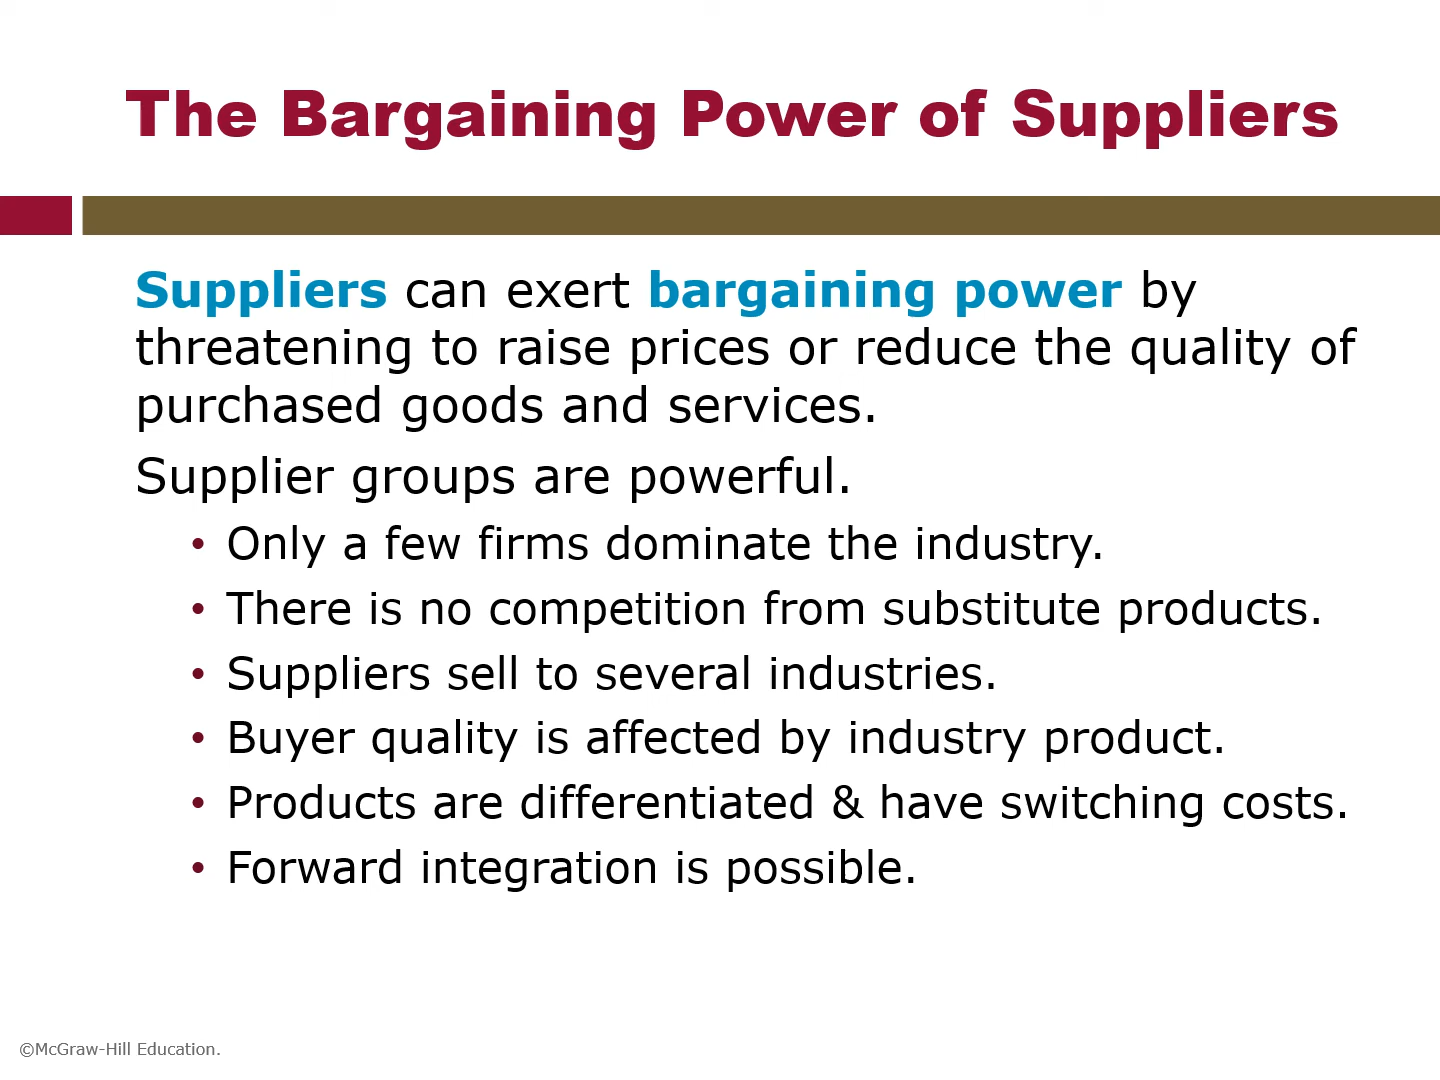 The Bargaining Power of Suppliers
Suppliers can exert bargaining power by
threatening to raise prices or reduce the quality of
purchased goods and services.
Supplier groups are powerful.
• Only a few firms dominate the industry.
• There is no competition from substitute products.
• Suppliers sell to several industries.
• Buyer quality is affected by industry product.
• Products are differentiated & have switching costs.
• Forward integration is possible.
©McGraw-Hill Education.